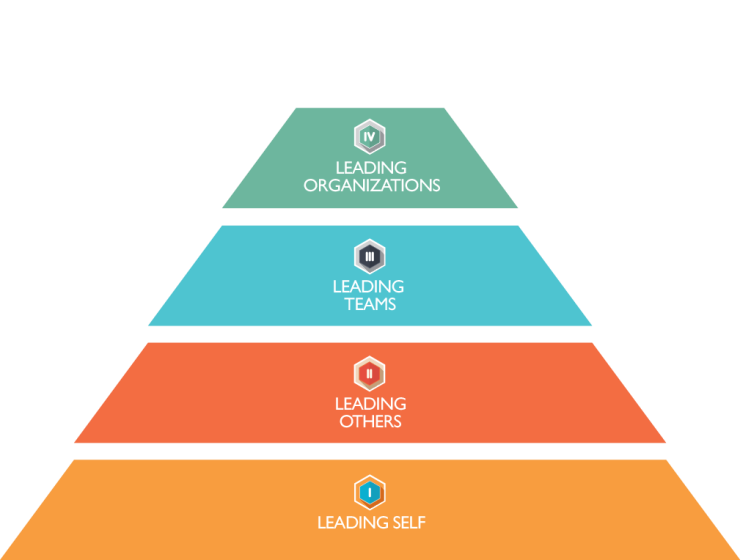 IV
LEADING
ORGANIZATIONS
III
LEADING
TEAMS
II
LEADING
OTHERS
I
LEADING SELF